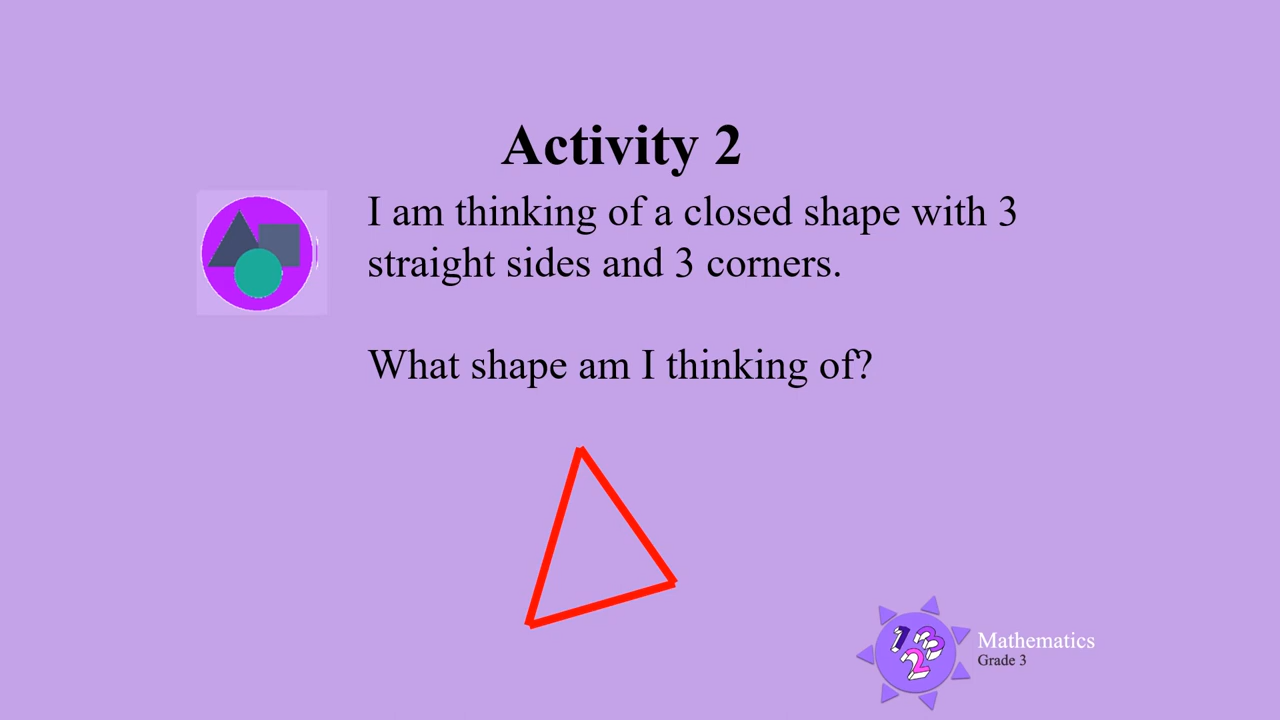 Activity 2
I am thinking of a closed shape with 3
straight sides and 3 corners.
What shape am I thinking of?
123
Mathematics
Grade 3